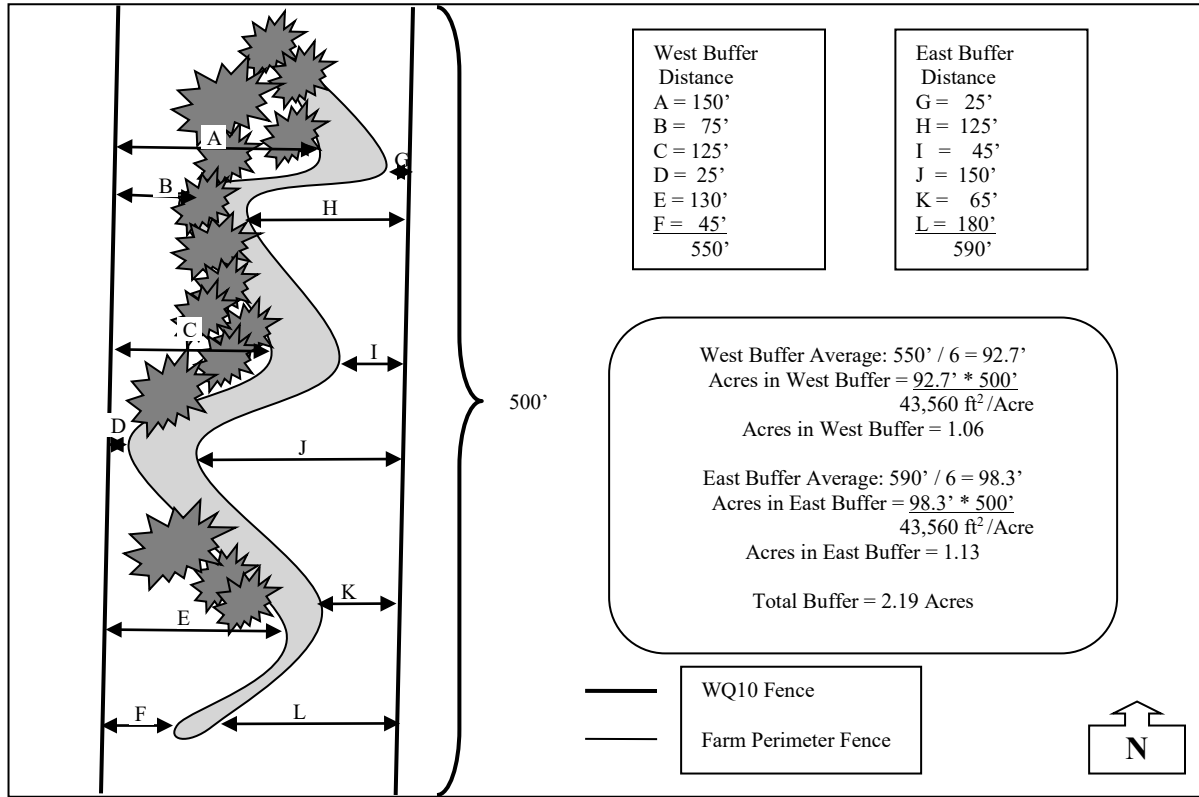 A
B
C
D
E
F
G
H
I
J
K
L
500’
West Buffer
Distance
A = 150’
B = 75’
C = 125’
D = 25’
E = 130’
F = 45’
550’
East Buffer
Distance
G = 25’
H = 125’
I = 45’
J = 150’
K = 65’
L = 180’
590’
West Buffer Average: 550’ / 6 = 92.7’
Acres in West Buffer = 92.7’ * 500’
43,560 ft²/Acre
Acres in West Buffer = 1.06
East Buffer Average: 590’ / 6 = 98.3’
Acres in East Buffer = 98.3’ * 500’
43,560 ft²/Acre
Acres in East Buffer = 1.13
Total Buffer = 2.19 Acres
WQ10 Fence
Farm Perimeter Fence
N